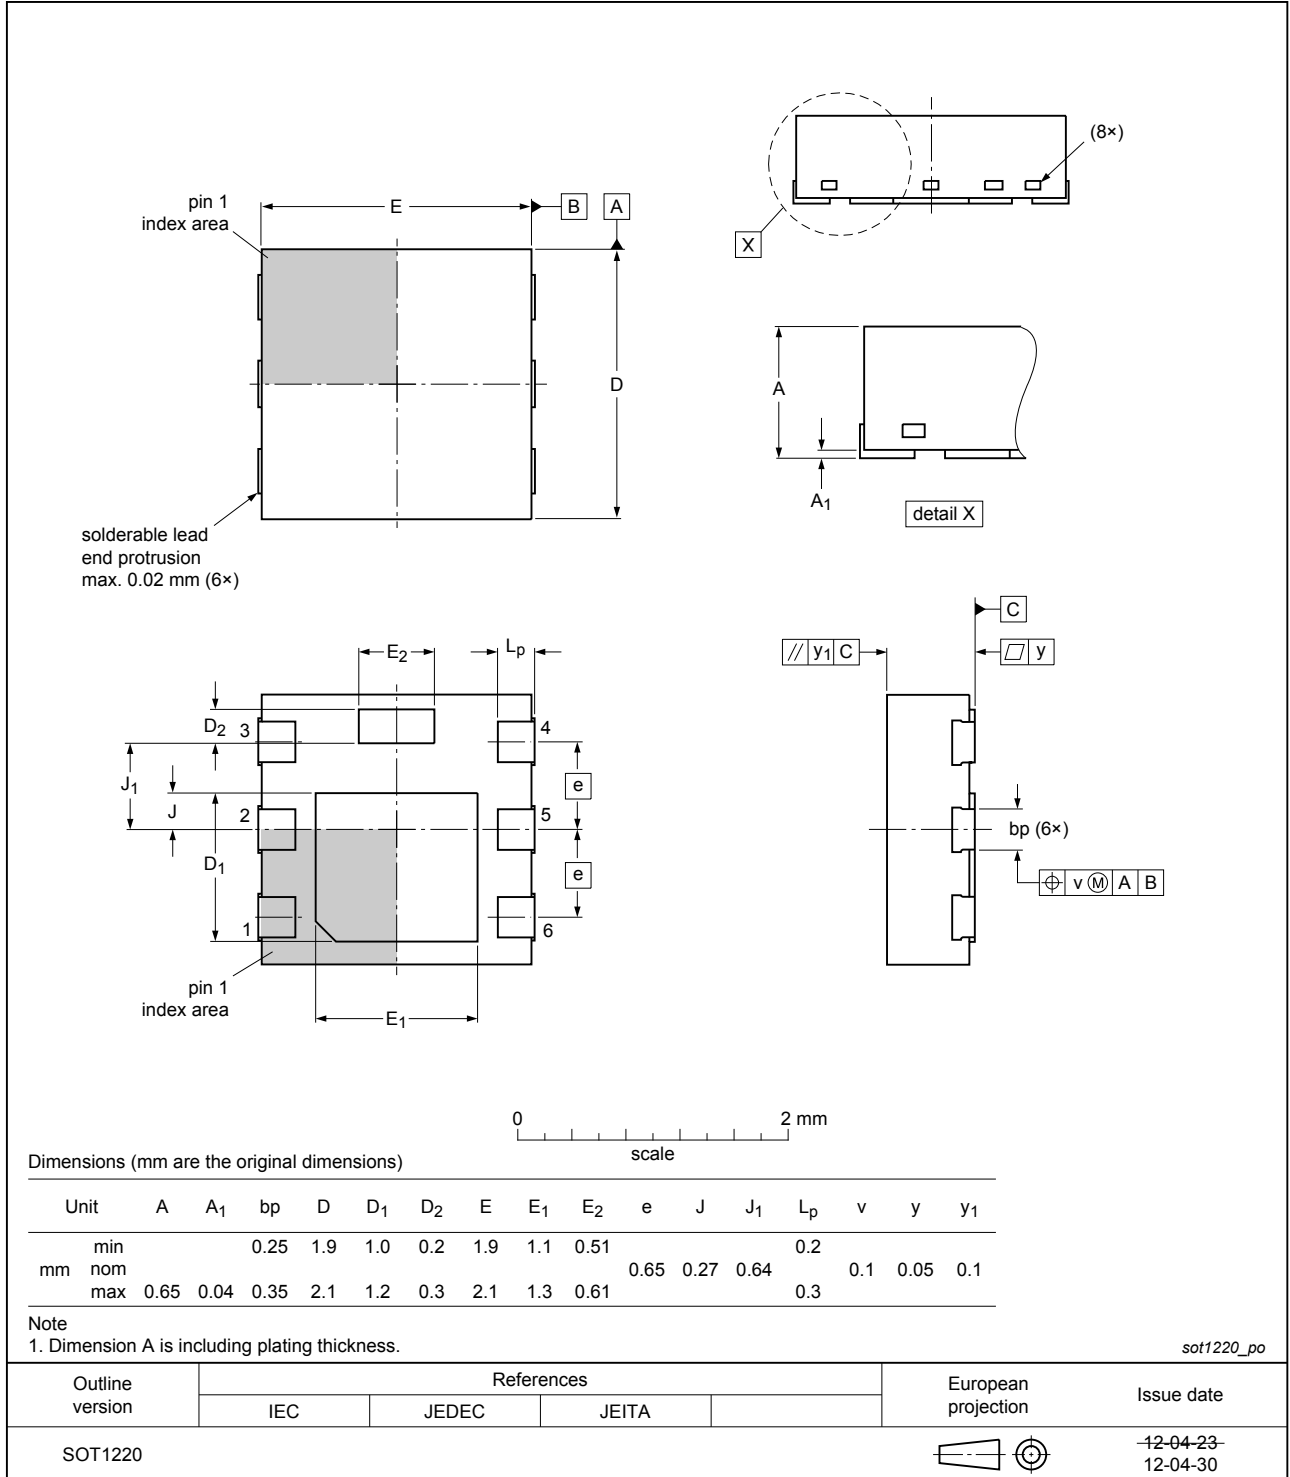 (8×)
pin 1
index area
E
B
A
X
D
A
A1
detail X
solderable lead
end protrusion
max. 0.02 mm (6×)
C
E2
Lp
// y1 C
y
D2
3
4
J1
e
J
2
5
bp (6×)
D1
e
v M A B
1
6
pin 1
index area
E1
0
2 mm
scale
Dimensions (mm are the original dimensions)
Unit A A1 bp D D1 D2 E E1 E2 e J J1 Lp v y y1
min 0.25 1.9 1.0 0.2 1.9 1.1 0.51 0.2
mm nom 0.65 0.27 0.64 0.1 0.05 0.1
max 0.65 0.04 0.35 2.1 1.2 0.3 2.1 1.3 0.61 0.3
Note
1. Dimension A is including plating thickness.
sot1220_po
Outline
version
References
IEC JEDEC JEITA
European
projection
Issue date
SOT1220
12-04-23
12-04-30